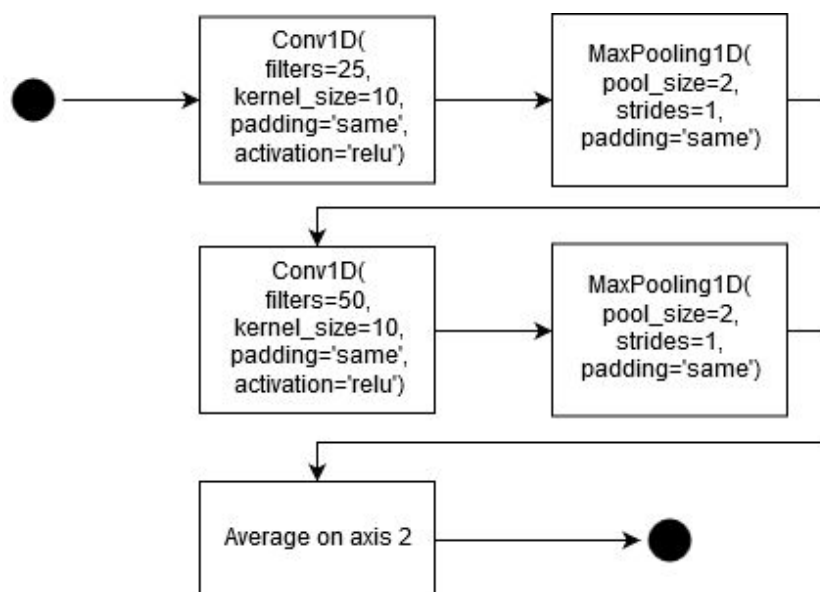 Conv1D(
filters=25,
kernel_size=10,
padding='same',
activation='relu')
MaxPooling1D(
pool_size=2,
strides=1,
padding='same')
Conv1D(
filters=50,
kernel_size=10,
padding='same',
activation='relu')
MaxPooling1D(
pool_size=2,
strides=1,
padding='same')
Average on axis 2